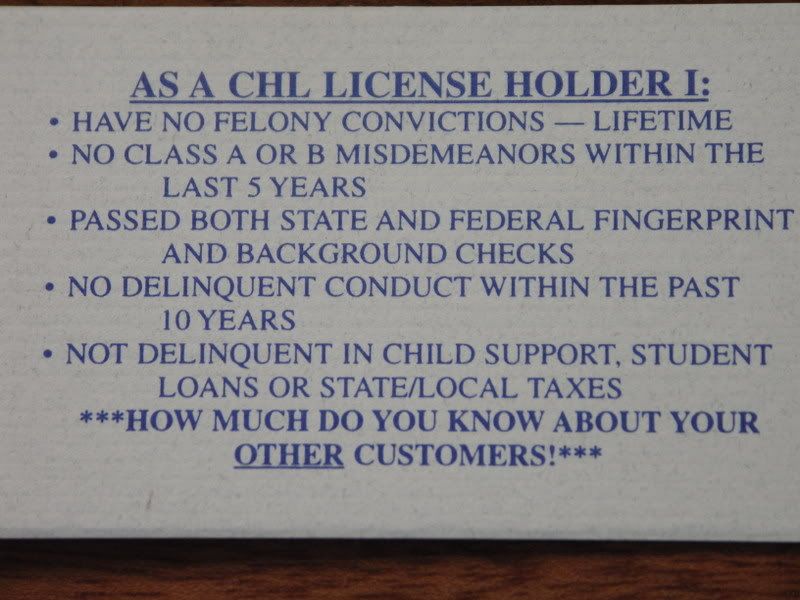 AS A CHL LICENSE HOLDER I:
• HAVE NO FELONY CONVICTIONS — LIFETIME
• NO CLASS A OR B MISDEMEANORS WITHIN THE
LAST 5 YEARS
• PASSED BOTH STATE AND FEDERAL FINGERPRINT
AND BACKGROUND CHECKS
• NO DELINQUENT CONDUCT WITHIN THE PAST
10 YEARS
• NOT DELINQUENT IN CHILD SUPPORT, STUDENT
LOANS OR STATE/LOCAL TAXES
***HOW MUCH DO YOU KNOW ABOUT YOUR
OTHER CUSTOMERS!***